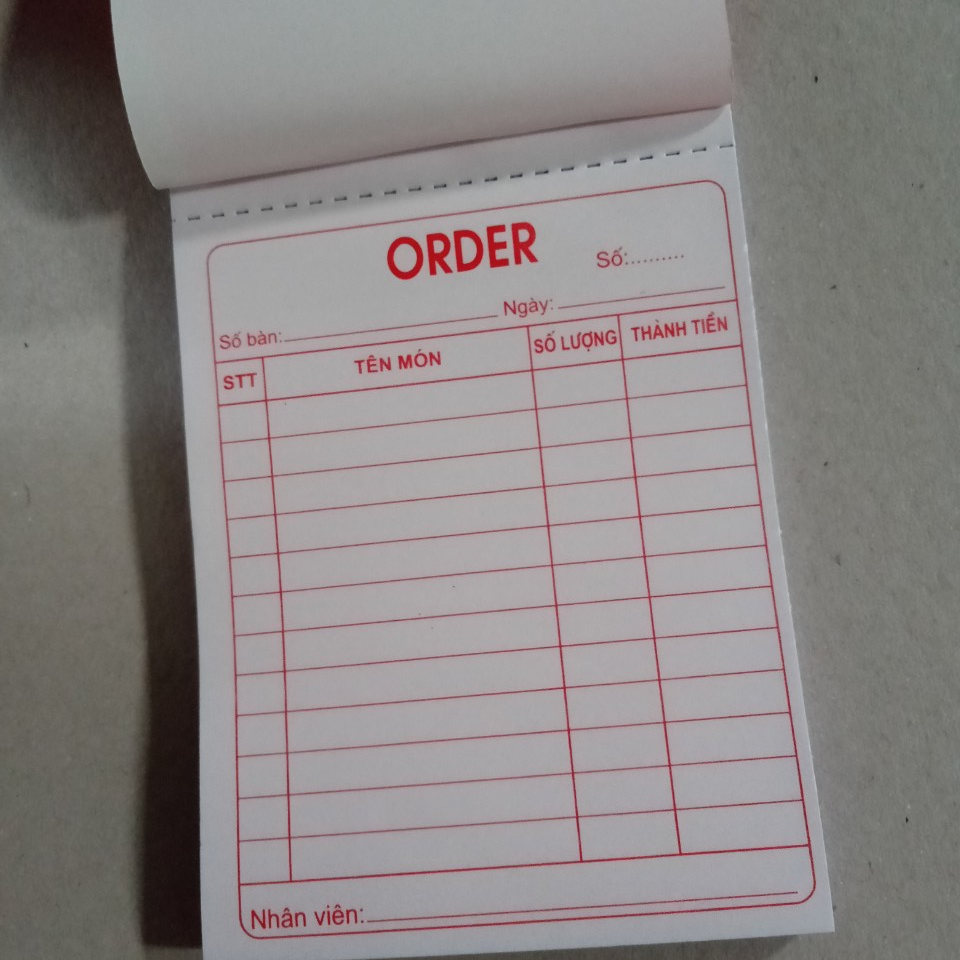 ORDER
Số:..........
Số bàn: Ngày:
STT TÊN MÓN SỐ LƯỢNG THÀNH TIỀN
Nhân viên: